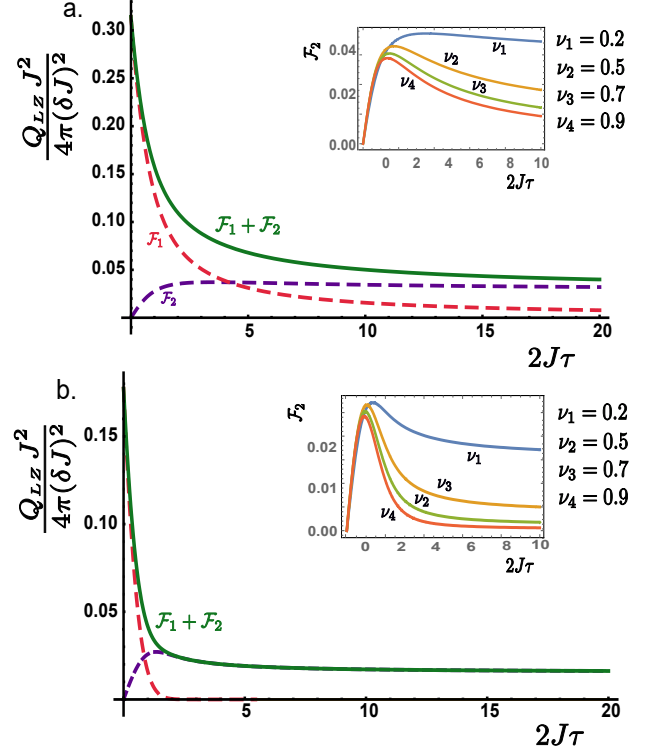 a.
Q_{LZ} J^2 / 4π(δJ)^2
0.30
0.25
0.20
0.15
0.10
0.05
5
10
15
20
2Jτ
F_1 + F_2
F_1
F_2
F_2
0.04
0.02
0.00
0
2
4
6
8
10
2Jτ
ν_1
ν_2
ν_3
ν_4
ν_1 = 0.2
ν_2 = 0.5
ν_3 = 0.7
ν_4 = 0.9
b.
Q_{LZ} J^2 / 4π(δJ)^2
0.15
0.10
0.05
5
10
15
20
2Jτ
F_1 + F_2
F_2
0.02
0.01
0.00
0
2
4
6
8
10
2Jτ
ν_1
ν_3
ν_2
ν_4
ν_1 = 0.2
ν_2 = 0.5
ν_3 = 0.7
ν_4 = 0.9